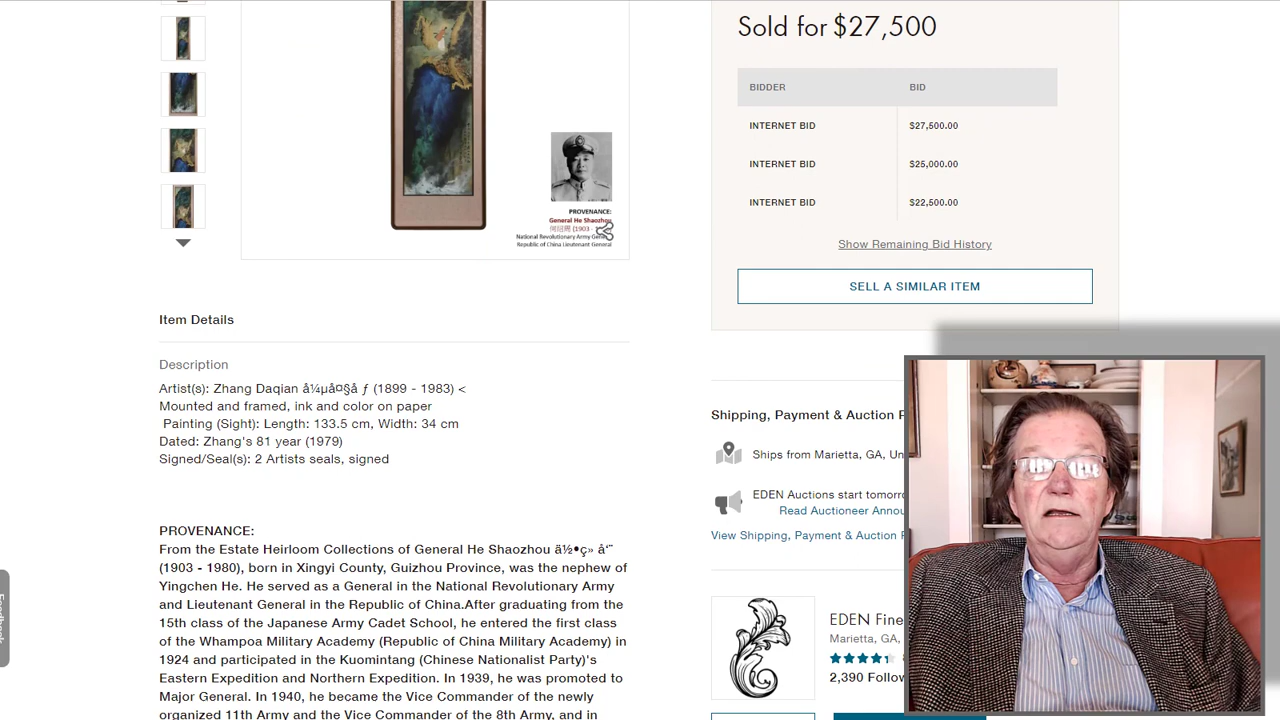 Sold for $27,500
BIDDER BID
INTERNET BID $27,500.00
INTERNET BID $25,000.00
INTERNET BID $22,500.00
Show Remaining Bid History
SELL A SIMILAR ITEM
PROVENANCE:
General He Shaozhou
(1903 -
National Revolutionary Army
Republic of China Lieutenant General
Item Details
Description
Artist(s): Zhang Daqian å¼µå¤§å ƒ (1899 - 1983) <
Mounted and framed, ink and color on paper
Painting (Sight): Length: 133.5 cm, Width: 34 cm
Dated: Zhang's 81 year (1979)
Signed/Seal(s): 2 Artists seals, signed
PROVENANCE:
From the Estate Heirloom Collections of General He Shaozhou ä½•ç» å‘¨
(1903 - 1980), born in Xingyi County, Guizhou Province, was the nephew of
Yingchen He. He served as a General in the National Revolutionary Army
and Lieutenant General in the Republic of China.After graduating from the
15th class of the Japanese Army Cadet School, he entered the first class
of the Whampoa Military Academy (Republic of China Military Academy) in
1924 and participated in the Kuomintang (Chinese Nationalist Party)'s
Eastern Expedition and Northern Expedition. In 1939, he was promoted to
Major General. In 1940, he became the Vice Commander of the newly
organized 11th Army and the Vice Commander of the 8th Army, and in
Shipping, Payment & Auction
Ships from Marietta, GA,
EDEN Auctions start
Read Auctioneer
View Shipping, Payment & Auction
EDEN Fine
Marietta, GA,
2,390
Feedback